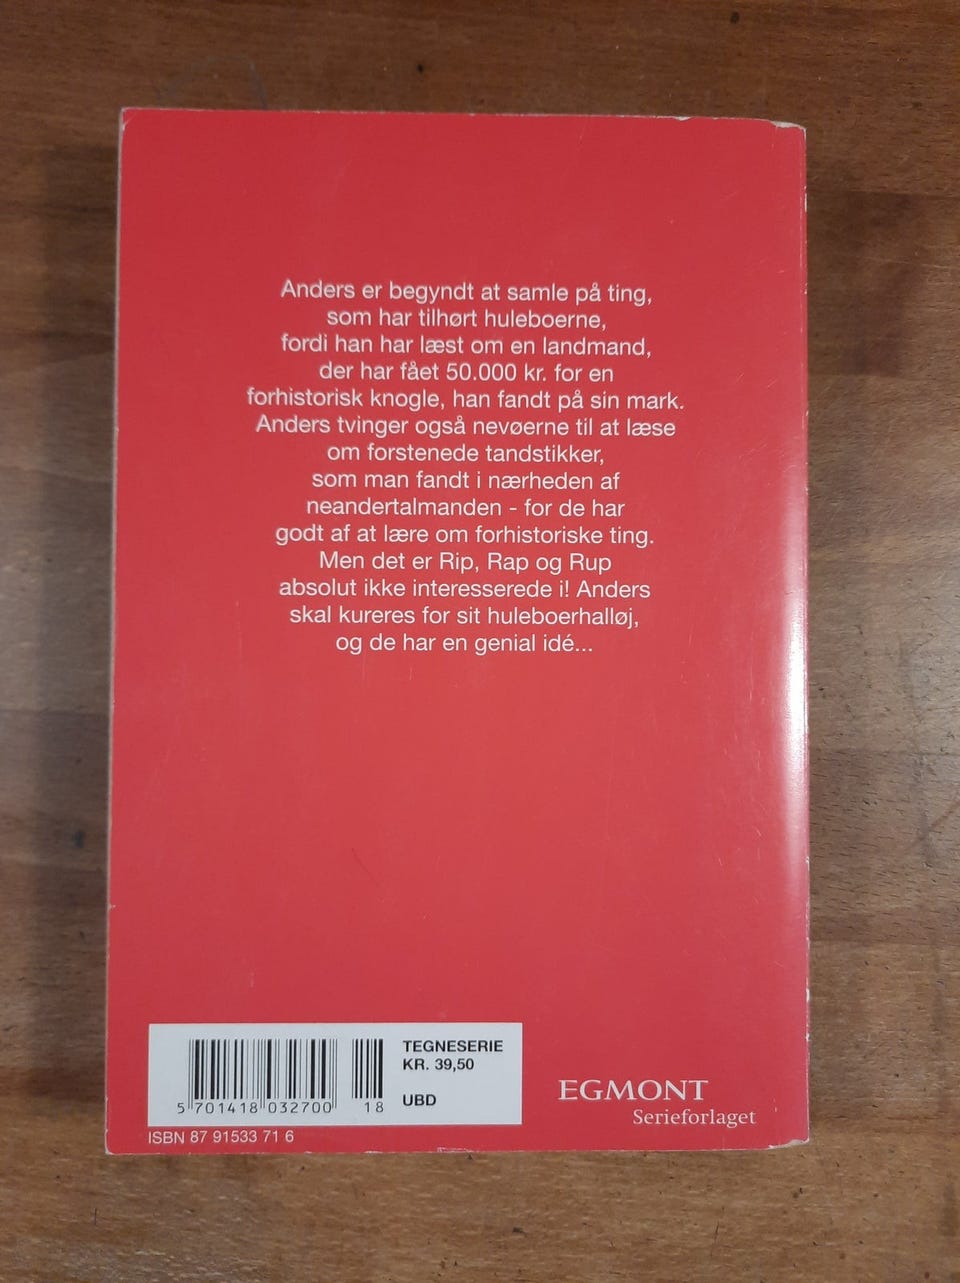 Anders er begyndt at samle på ting,
som har tilhørt huleboerne,
fordi han har læst om en landmand,
der har fået 50.000 kr. for en
forhistorisk knogle, han fandt på sin mark.
Anders tvinger også nevøerne til at læse
om forstenede tandstikker,
som man fandt i nærheden af
neandertalmanden - for de har
godt af at lære om forhistoriske ting.
Men det er Rip, Rap og Rup
absolut ikke interesserede i! Anders
skal kureres for sit huleboerhalløj,
og de har en genial idé...
TEGNESERIE
KR. 39,50
UBD
5 701418 032700 18
ISBN 87 91533 71 6
EGMONT
Serieforlaget